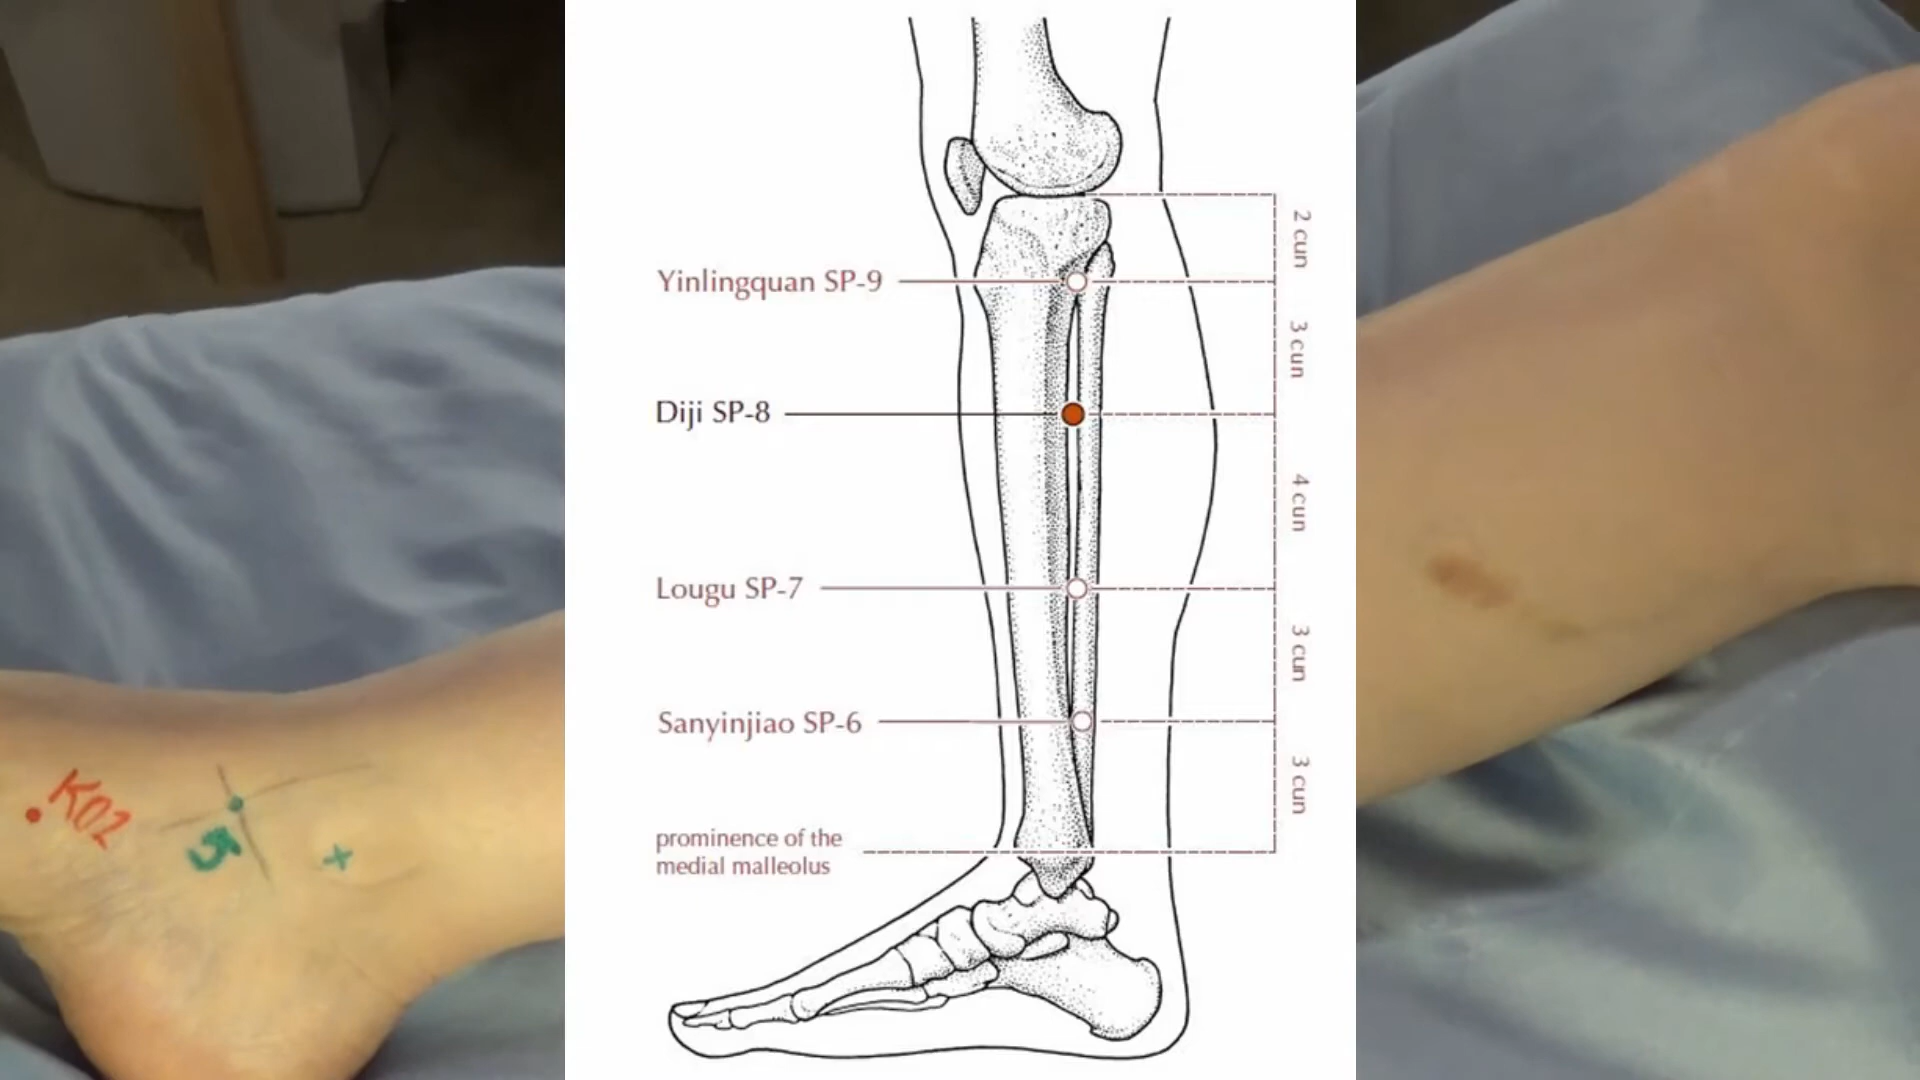 2 cun
Yinlingquan SP-9
3 cun
Diji SP-8
4 cun
Lougu SP-7
3 cun
Sanyinjiao SP-6
3 cun
prominence of the
medial malleolus
K02
5
+